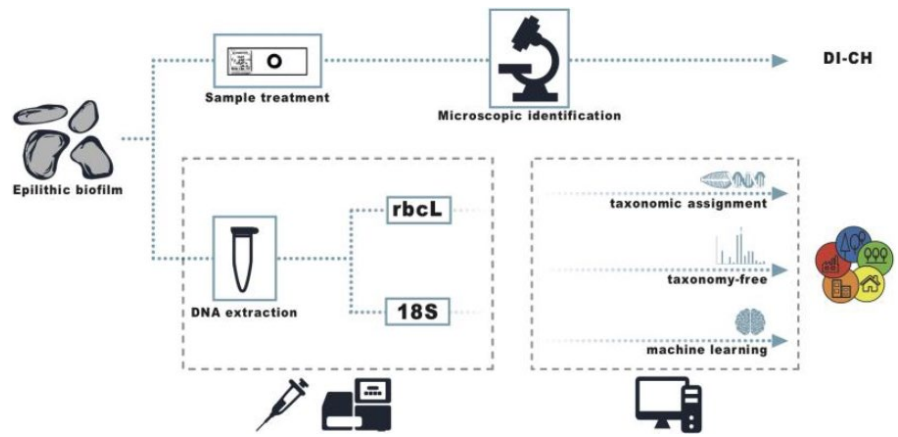 Sample treatment
Microscopic identification
DI-CH
Epilithic biofilm
DNA extraction
rbcL
18S
taxonomic assignment
taxonomy-free
machine learning